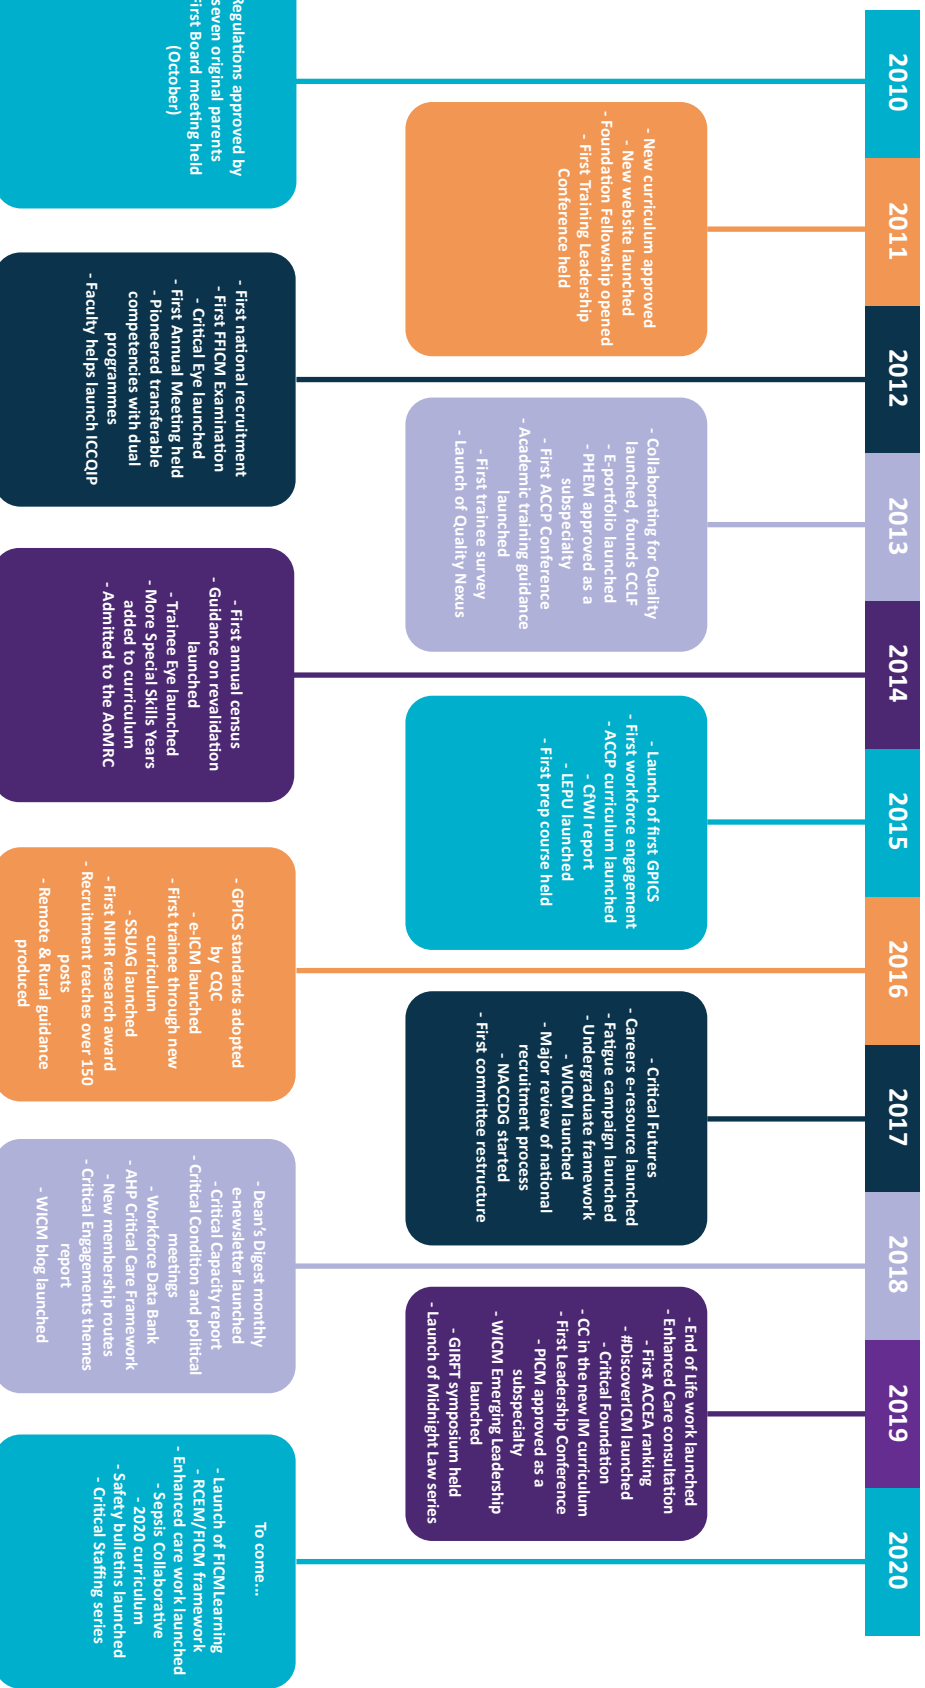 2010
2011
2012
2013
2014
2015
2016
2017
2018
2019
2020
Regulations approved by
seven original parents
First Board meeting held
(October)
- New curriculum approved
- New website launched
- Foundation Fellowship opened
- First Training Leadership
Conference held
- First national recruitment
- First FFICM Examination
- Critical Eye launched
- First Annual Meeting held
- Pioneered transferable
competencies with dual
programmes
- Faculty helps launch ICCQIP
- Collaborating for Quality
launched, founds CCLF
- E-portfolio launched
- PHEM approved as a
subspecialty
- First ACCP Conference
- Academic training guidance
launched
- First trainee survey
- Launch of Quality Nexus
- First annual census
- Guidance on revalidation
launched
- Trainee Eye launched
- More Special Skills Years
added to curriculum
- Admitted to the AoMRC
- Launch of first GPICS
- First workforce engagement
- ACCP curriculum launched
- CfWI report
- LEPU launched
- First prep course held
- GPICS standards adopted
by CQC
- e-ICM launched
- First trainee through new
curriculum
- SSUAG launched
- First NIHR research award
- Recruitment reaches over 150
posts
- Remote & Rural guidance
produced
- Critical Futures
- Careers e-resource launched
- Fatigue campaign launched
- Undergraduate framework
- WICM launched
- Major review of national
recruitment process
- NACCDG started
- First committee restructure
- Dean's Digest monthly
e-newsletter launched
- Critical Capacity report
- Critical Condition and political
meetings
- Workforce Data Bank
- AHP Critical Care Framework
- New membership routes
- Critical Engagements themes
report
- WICM blog launched
- End of Life work launched
- Enhanced Care consultation
- First ACCEA ranking
- #DiscoverICM launched
- Critical Foundation
- CC in the new IM curriculum
- First Leadership Conference
- PICM approved as a
subspecialty
- WICM Emerging Leadership
launched
- GIRFT symposium held
- Launch of Midnight Law series
To come...
- Launch of FICMLearning
- RCEM/FICM framework
- Enhanced care work launched
- Sepsis Collaborative
- 2020 curriculum
- Safety bulletins launched
- Critical Staffing series